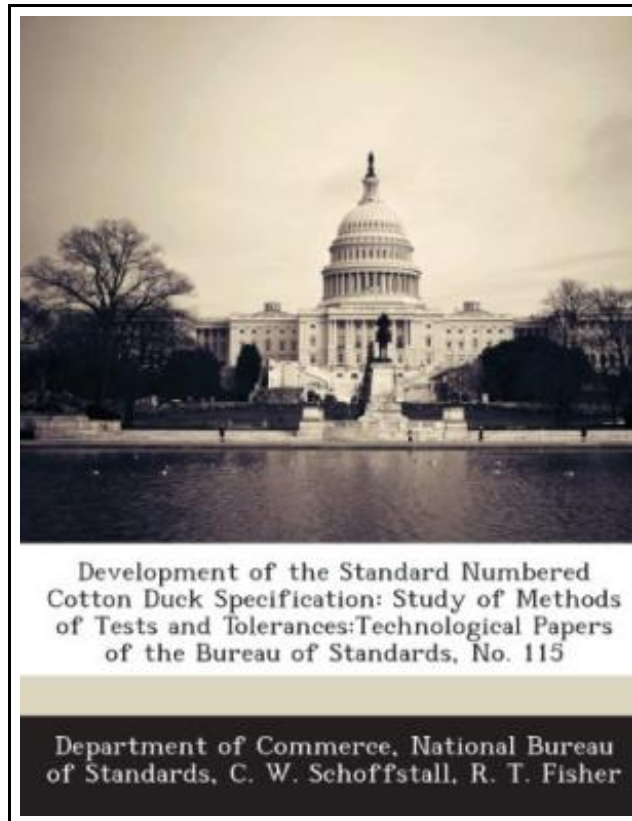 Development of the Standard Numbered
Cotton Duck Specification: Study of Methods
of Tests and Tolerances:Technological Papers
of the Bureau of Standards, No. 115
Department of Commerce, National Bureau
of Standards, C. W. Schoffstall, R. T. Fisher